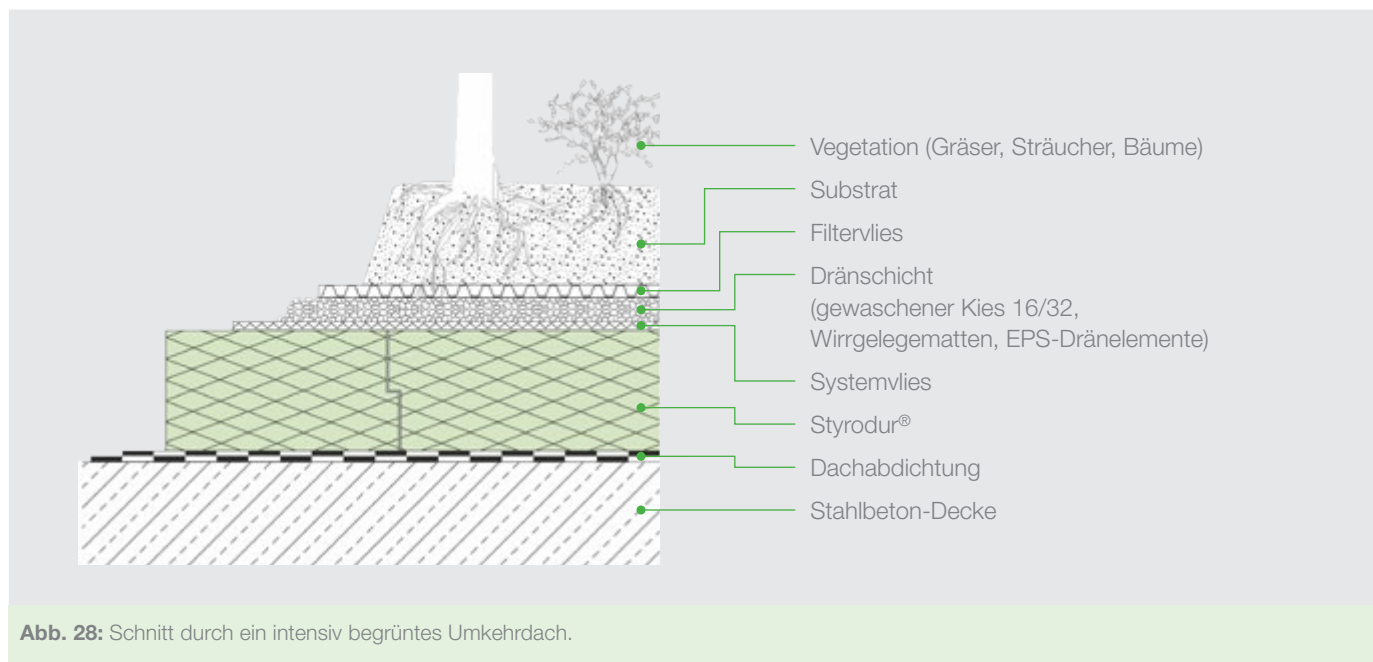 Vegetation (Gräser, Sträucher, Bäume)
Substrat
Filtervlies
Dränschicht
(gewaschener Kies 16/32,
Wirrgelegematten, EPS-Dränelemente)
Systemvlies
Styrodur®
Dachabdichtung
Stahlbeton-Decke
Abb. 28: Schnitt durch ein intensiv begrüntes Umkehrdach.